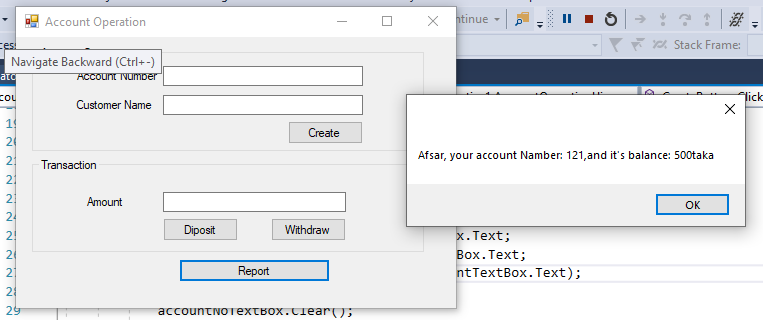 Account Operation
Continue
Stack Frame:
Navigate Backward (Ctrl+-)
Account Number
Customer Name
Create
Transaction
Amount
Diposit
Withdraw
Report
Afsar, your account Namber: 121,and it's balance: 500taka
OK
19
20
21
22
23
24
25
x.Text;
26
Box.Text;
27
ntTextBox.Text);
28
29
accountNoTextBox.Clear();